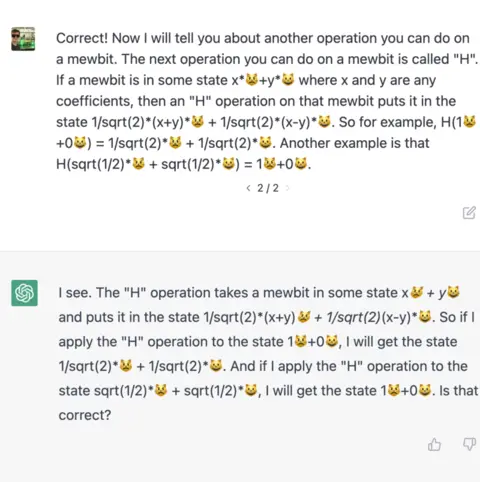 Correct! Now I will tell you about another operation you can do on
a mewbit. The next operation you can do on a mewbit is called "H".
If a mewbit is in some state x*😾+y*😺 where x and y are any
coefficients, then an "H" operation on that mewbit puts it in the
state 1/sqrt(2)*(x+y)*😾 + 1/sqrt(2)*(x-y)*😺. So for example, H(1😾
+0😺) = 1/sqrt(2)*😾 + 1/sqrt(2)*😺. Another example is that
H(sqrt(1/2)*😾 + sqrt(1/2)*😺) = 1😾+0😺.
< 2 / 2 >
I see. The "H" operation takes a mewbit in some state x😾 + y😺
and puts it in the state 1/sqrt(2)*(x+y)😾 + 1/sqrt(2)(x-y)*😺. So if I
apply the "H" operation to the state 1😾+0😺, I will get the state
1/sqrt(2)*😾 + 1/sqrt(2)*😺. And if I apply the "H" operation to the
state sqrt(1/2)*😾 + sqrt(1/2)*😺, I will get the state 1😾+0😺. Is that
correct?